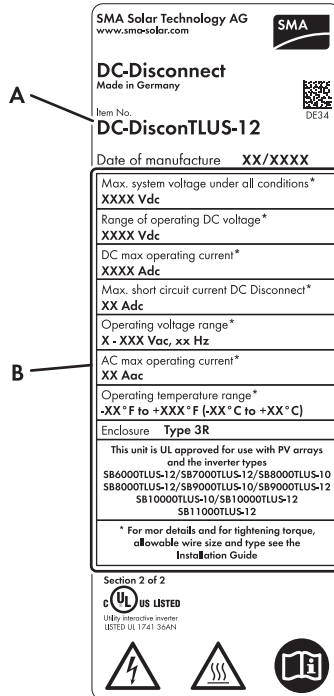 SMA Solar Technology AG
www.sma-solar.com
SMA
DC-Disconnect
Made in Germany
DE34
A
Item No.
DC-DisconTLUS-12
Date of manufacture XX/XXXX
B
Max. system voltage under all conditions*
XXXX Vdc
Range of operating DC voltage*
XXXX Vdc
DC max operating current*
XXXX Adc
Max. short circuit current DC Disconnect*
XX Adc
Operating voltage range*
X - XXX Vac, xx Hz
AC max operating current*
XX Aac
Operating temperature range*
-XX°F to +XXX°F (-XX°C to +XX°C)
Enclosure Type 3R
This unit is UL approved for use with PV arrays
and the inverter types
SB6000TLUS-12/SB7000TLUS-12/SB8000TLUS-10
SB8000TLUS-12/SB9000TLUS-10/SB9000TLUS-12
SB10000TLUS-10/SB10000TLUS-12
SB11000TLUS-12
* For mor details and for tightening torque,
allowable wire size and type see the
Installation Guide
Section 2 of 2
C UL US LISTED
Utility interactive inverter
LISTED UL 1741 36AN